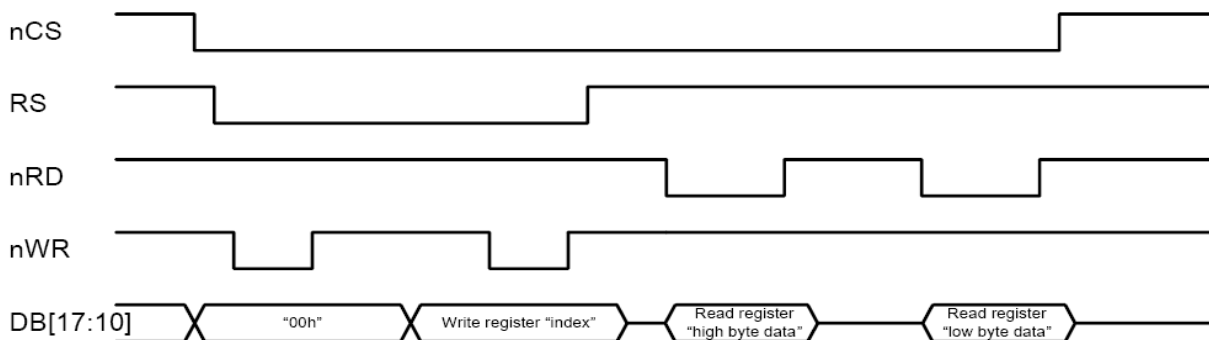 nCS
RS
nRD
nWR
DB[17:10]
“00h”
Write register “index”
Read register
“high byte data”
Read register
“low byte data”